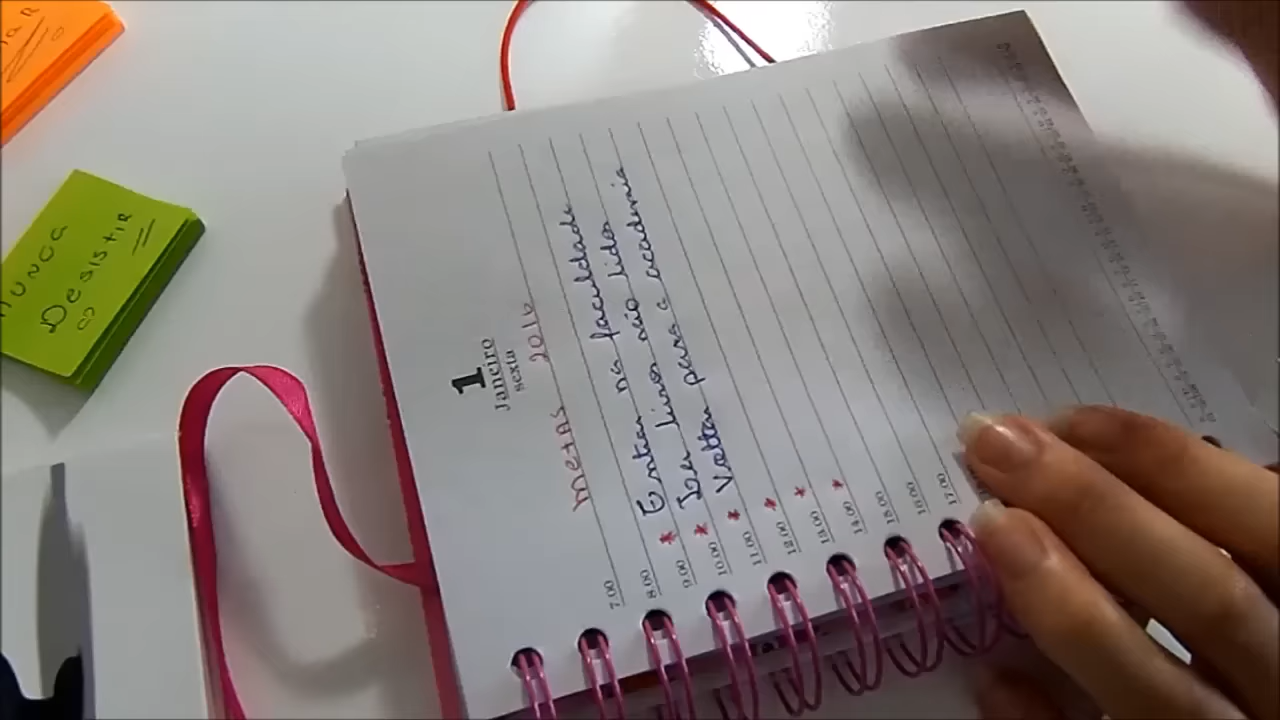 1
Janeiro
sexta
METAS 2016
* Entrar na faculdade
* Ler livros não lidos
* Voltar para a academia
*
*
*
7.00
8.00
9.00
10.00
11.00
12.00
13.00
14.00
15.00
16.00
17.00
NUNCA
DESISTIR